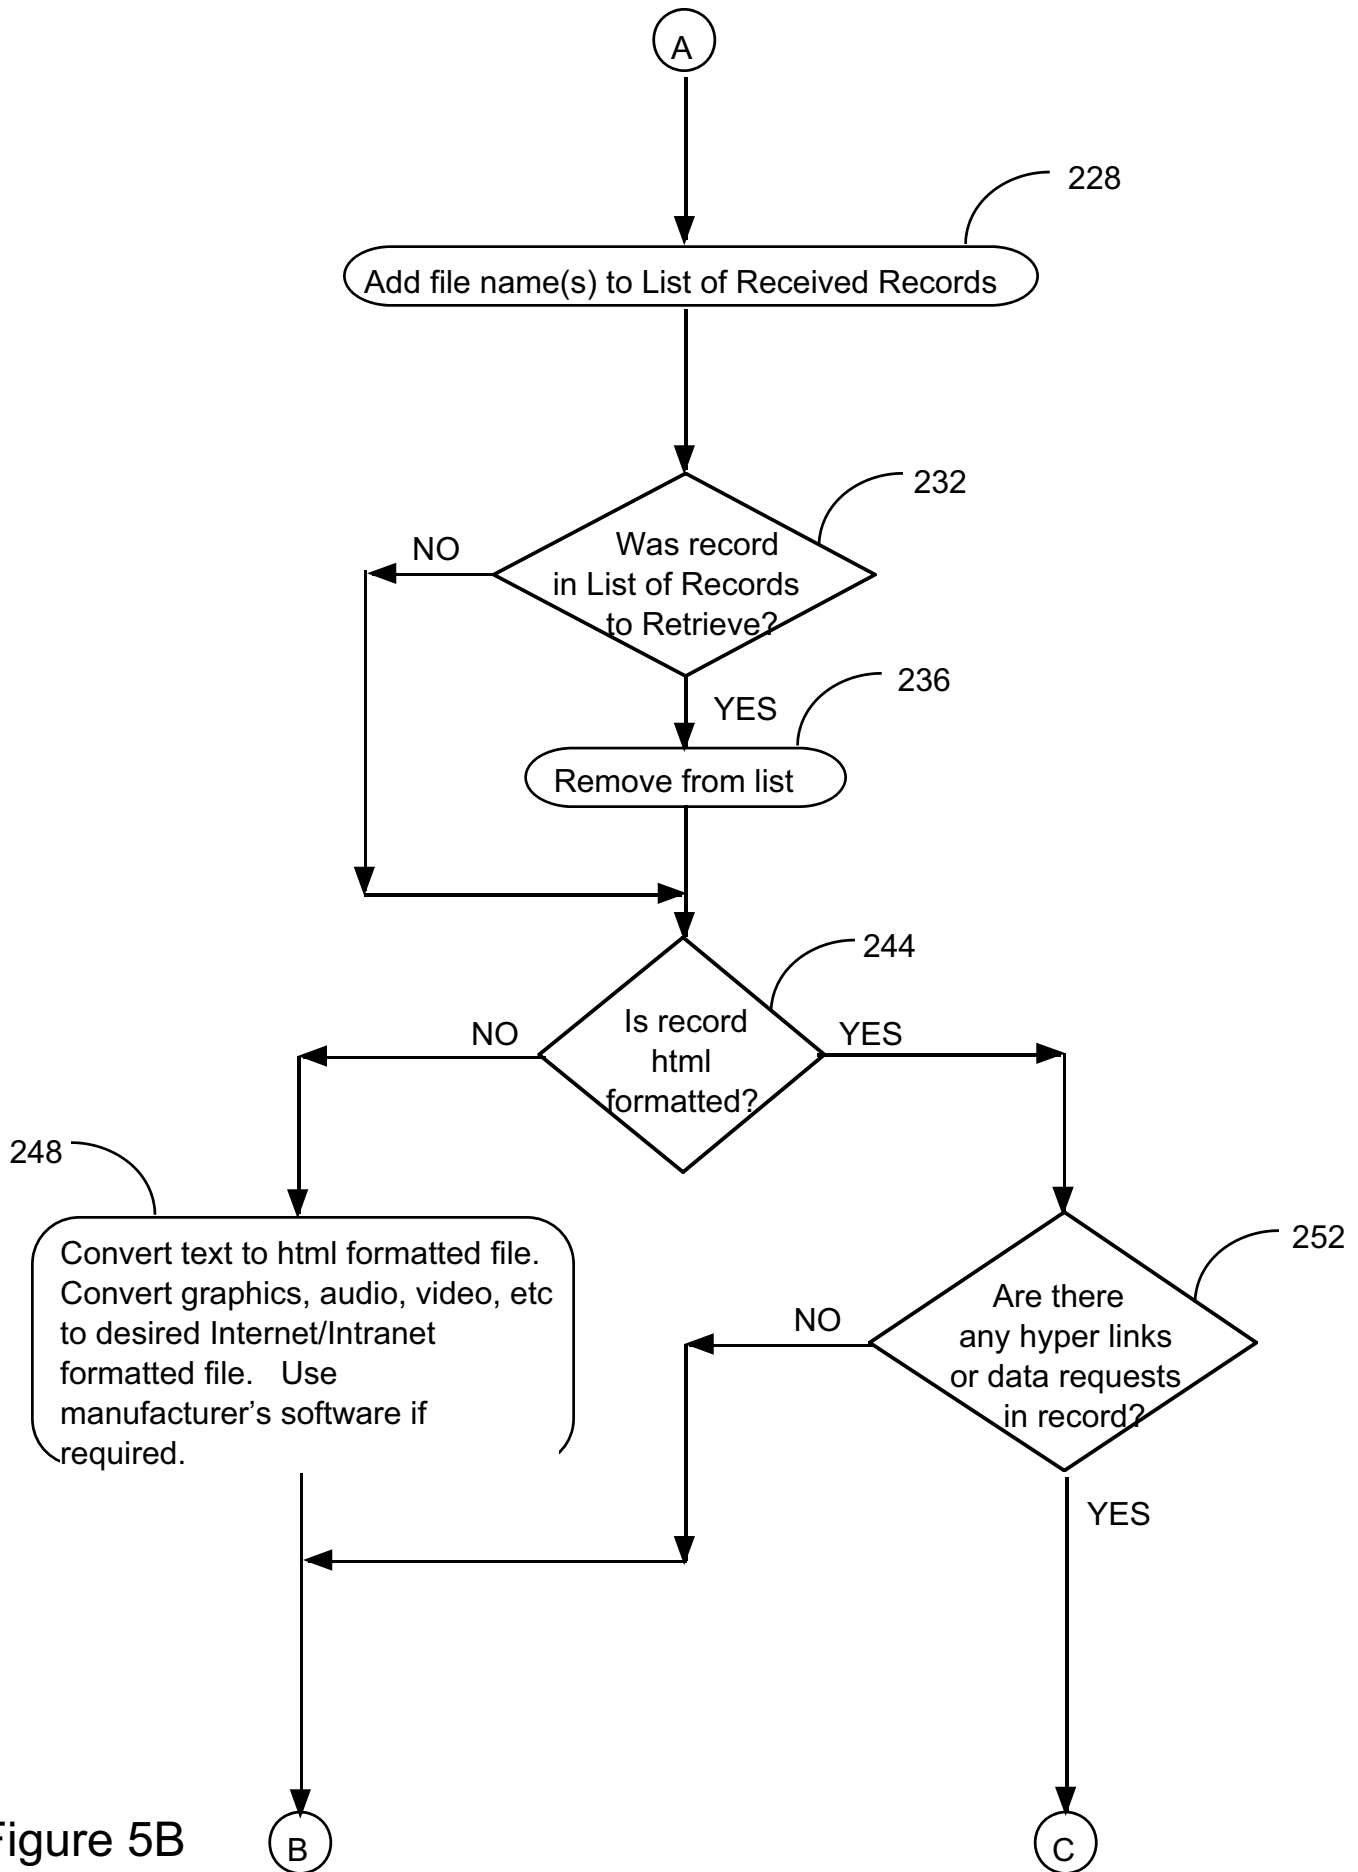 A
228
Add file name(s) to List of Received Records
232
NO
Was record
in List of Records
to Retrieve?
236
YES
Remove from list
244
NO
Is record
html
formatted?
YES
248
Convert text to html formatted file.
Convert graphics, audio, video, etc
to desired Internet/Intranet
formatted file.   Use
manufacturer's software if
required.
252
NO
Are there
any hyper links
or data requests
in record?
YES
Figure 5B
B
C